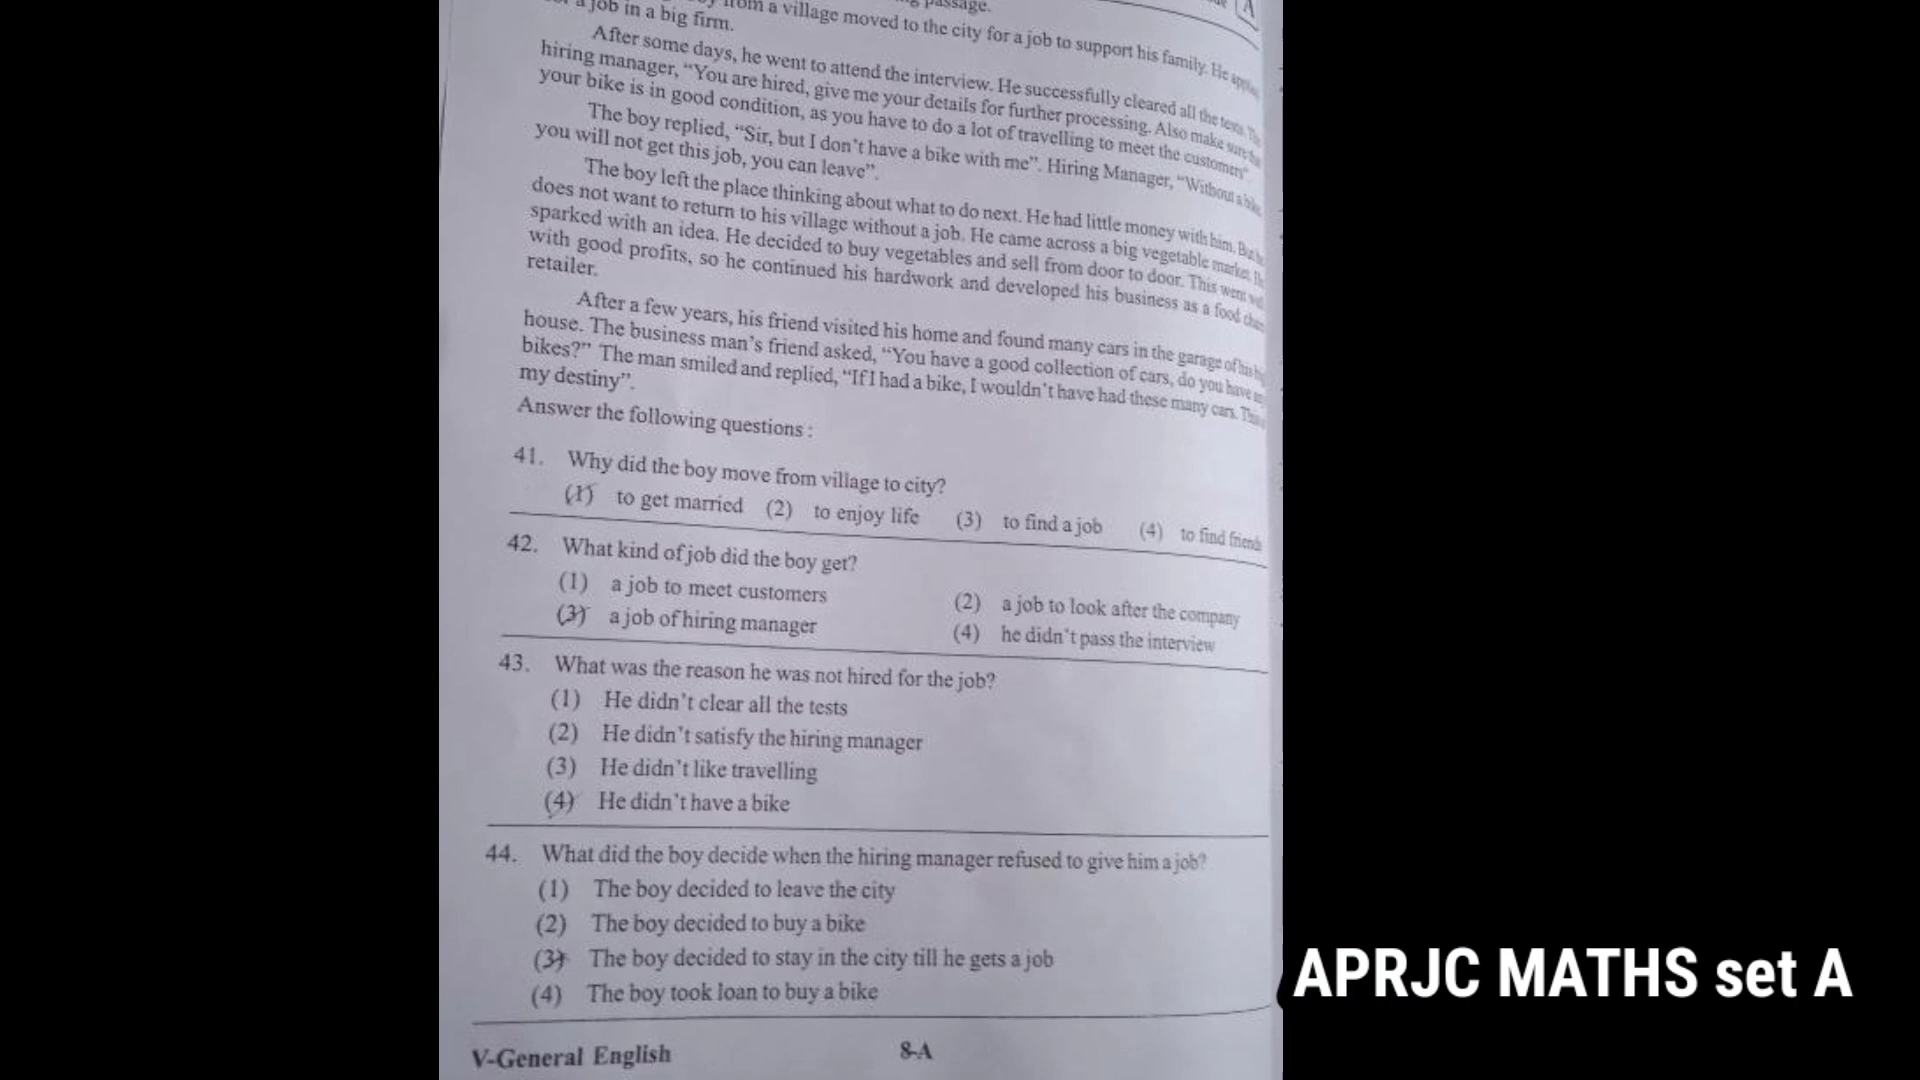 passage.
from a village moved to the city for a job to support his family. He applied
a job in a big firm.
After some days, he went to attend the interview. He successfully cleared all the tests. The
hiring manager, “You are hired, give me your details for further processing. Also make sure that
your bike is in good condition, as you have to do a lot of travelling to meet the customers”
The boy replied, “Sir, but I don’t have a bike with me”. Hiring Manager, “Without a bike
you will not get this job, you can leave”.
The boy left the place thinking about what to do next. He had little money with him. But he
does not want to return to his village without a job. He came across a big vegetable market. He
sparked with an idea. He decided to buy vegetables and sell from door to door. This went well
with good profits, so he continued his hardwork and developed his business as a food chain
retailer.
After a few years, his friend visited his home and found many cars in the garage of his big
house. The business man’s friend asked, “You have a good collection of cars, do you have any
bikes?” The man smiled and replied, “If I had a bike, I wouldn’t have had these many cars. This is
my destiny”.
Answer the following questions :
41. Why did the boy move from village to city?
(1) to get married (2) to enjoy life (3) to find a job (4) to find friends
42. What kind of job did the boy get?
(1) a job to meet customers (2) a job to look after the company
(3) a job of hiring manager (4) he didn’t pass the interview
43. What was the reason he was not hired for the job?
(1) He didn’t clear all the tests
(2) He didn’t satisfy the hiring manager
(3) He didn’t like travelling
(4) He didn’t have a bike
44. What did the boy decide when the hiring manager refused to give him a job?
(1) The boy decided to leave the city
(2) The boy decided to buy a bike
(3) The boy decided to stay in the city till he gets a job
(4) The boy took loan to buy a bike
V-General English 8-A
A
APRJC MATHS set A